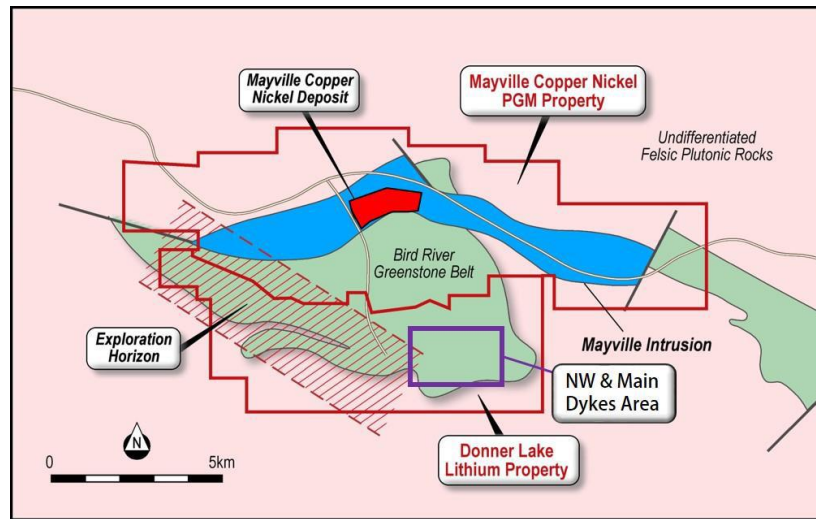 Mayville Copper
Nickel Deposit
Mayville Copper Nickel
PGM Property
Undifferentiated
Felsic Plutonic Rocks
Bird River
Greenstone Belt
Exploration
Horizon
Mayville Intrusion
NW & Main
Dykes Area
Donner Lake
Lithium Property
N
0
5km